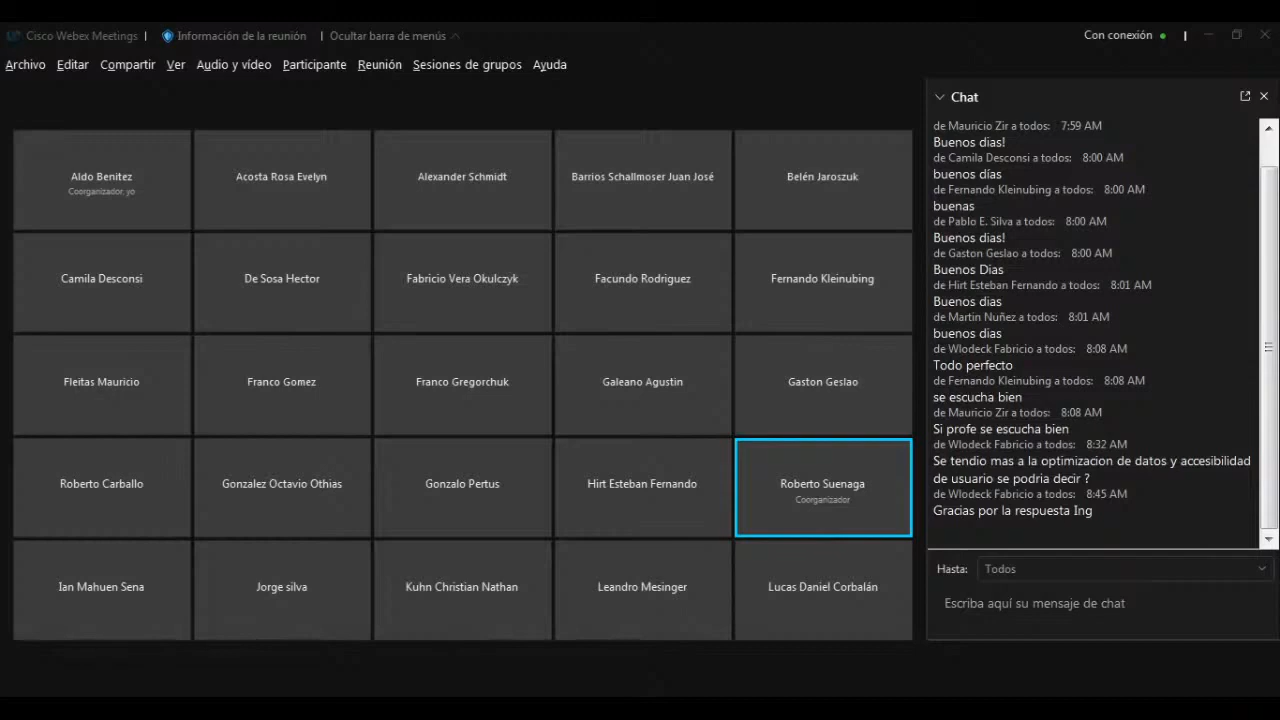 Cisco Webex Meetings | Información de la reunión | Ocultar barra de menús
Con conexión
Archivo Editar Compartir Ver Audio y vídeo Participante Reunión Sesiones de grupos Ayuda
Aldo Benitez
Coorganizador, yo
Acosta Rosa Evelyn
Alexander Schmidt
Barrios Schallmoser Juan José
Belén Jaroszuk
Camila Desconsi
De Sosa Hector
Fabricio Vera Okulczyk
Facundo Rodriguez
Fernando Kleinubing
Fleitas Mauricio
Franco Gomez
Franco Gregorchuk
Galeano Agustin
Gaston Geslao
Roberto Carballo
Gonzalez Octavio Othias
Gonzalo Pertus
Hirt Esteban Fernando
Roberto Suenaga
Coorganizador
Ian Mahuen Sena
Jorge silva
Kuhn Christian Nathan
Leandro Mesinger
Lucas Daniel Corbalán
Chat
de Mauricio Zir a todos: 7:59 AM
Buenos dias!
de Camila Desconsi a todos: 8:00 AM
buenos días
de Fernando Kleinubing a todos: 8:00 AM
buenas
de Pablo E. Silva a todos: 8:00 AM
Buenos dias!
de Gaston Geslao a todos: 8:00 AM
Buenos Dias
de Hirt Esteban Fernando a todos: 8:01 AM
Buenos dias
de Martin Nuñez a todos: 8:01 AM
buenos dias
de Wlodeck Fabricio a todos: 8:08 AM
Todo perfecto
de Fernando Kleinubing a todos: 8:08 AM
se escucha bien
de Mauricio Zir a todos: 8:08 AM
Si profe se escucha bien
de Wlodeck Fabricio a todos: 8:32 AM
Se tendio mas a la optimizacion de datos y accesibilidad
de usuario se podria decir ?
de Wlodeck Fabricio a todos: 8:45 AM
Gracias por la respuesta Ing
Hasta: Todos
Escriba aquí su mensaje de chat